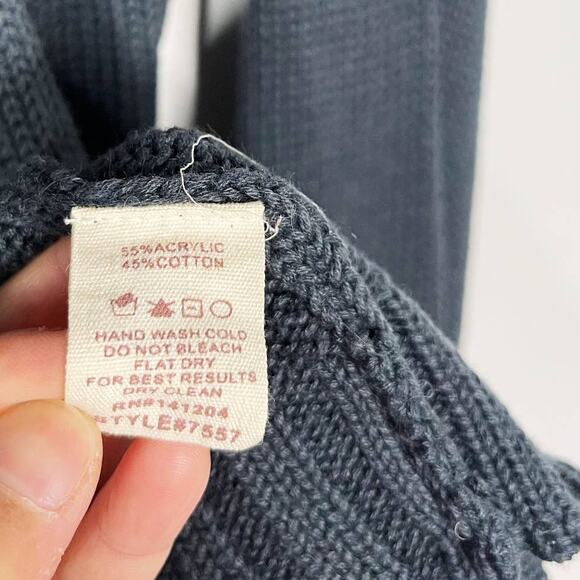 55%ACRYLIC
45%COTTON
HAND WASH COLD
DO NOT BLEACH
FLAT DRY
FOR BEST RESULTS
DRY CLEAN
RN#141204
STYLE#7557